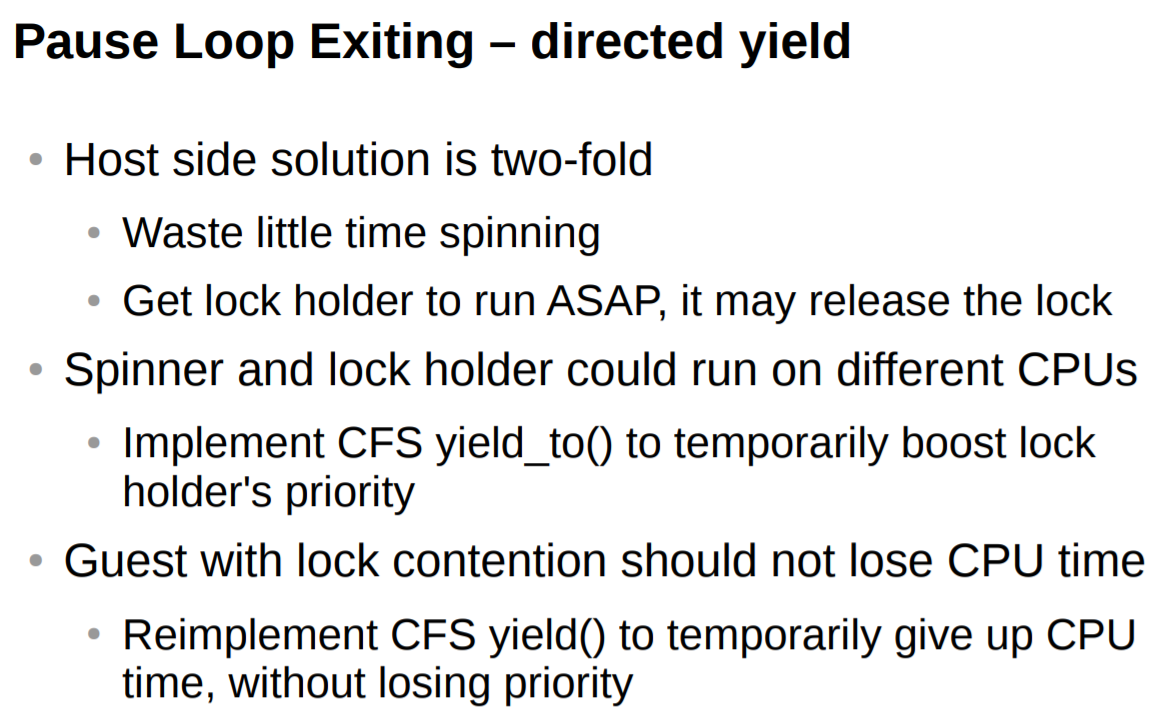 Pause Loop Exiting – directed yield
• Host side solution is two-fold
• Waste little time spinning
• Get lock holder to run ASAP, it may release the lock
• Spinner and lock holder could run on different CPUs
• Implement CFS yield_to() to temporarily boost lock
holder's priority
• Guest with lock contention should not lose CPU time
• Reimplement CFS yield() to temporarily give up CPU
time, without losing priority